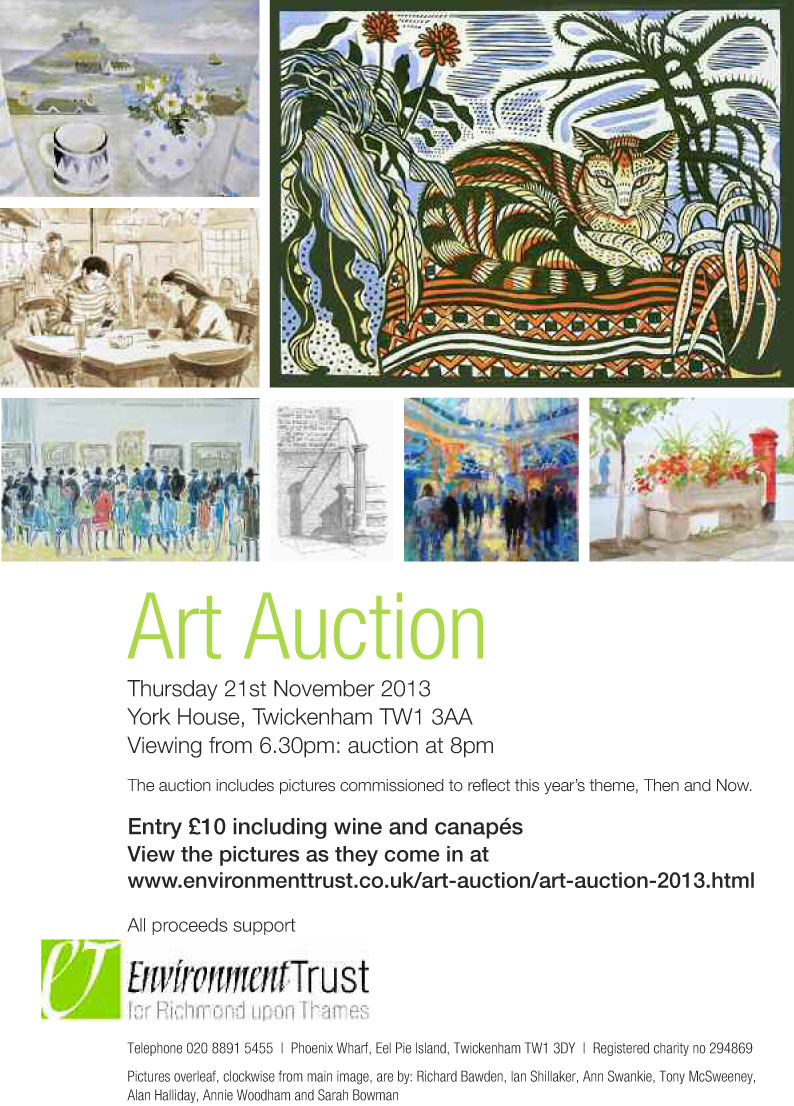 Art Auction
Thursday 21st November 2013
York House, Twickenham TW1 3AA
Viewing from 6.30pm: auction at 8pm
The auction includes pictures commissioned to reflect this year's theme, Then and Now.
Entry £10 including wine and canapés
View the pictures as they come in at
www.environmenttrust.co.uk/art-auction/art-auction-2013.html
All proceeds support
eT EnvironmentTrust
for Richmond upon Thames
Telephone 020 8891 5455 | Phoenix Wharf, Eel Pie Island, Twickenham TW1 3DY | Registered charity no 294869
Pictures overleaf, clockwise from main image, are by: Richard Bawden, Ian Shillaker, Ann Swankie, Tony McSweeney,
Alan Halliday, Annie Woodham and Sarah Bowman